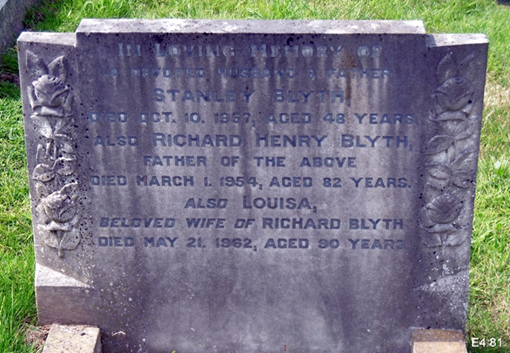 IN LOVING MEMORY OF
A DEVOTED HUSBAND & FATHER
STANLEY BLYTH,
DIED OCT. 10, 1957, AGED 48 YEARS.
ALSO RICHARD HENRY BLYTH,
FATHER OF THE ABOVE
DIED MARCH 1. 1954, AGED 82 YEARS.
ALSO LOUISA,
BELOVED WIFE OF RICHARD BLYTH
DIED MAY 21. 1962, AGED 90 YEARS.
E4.81